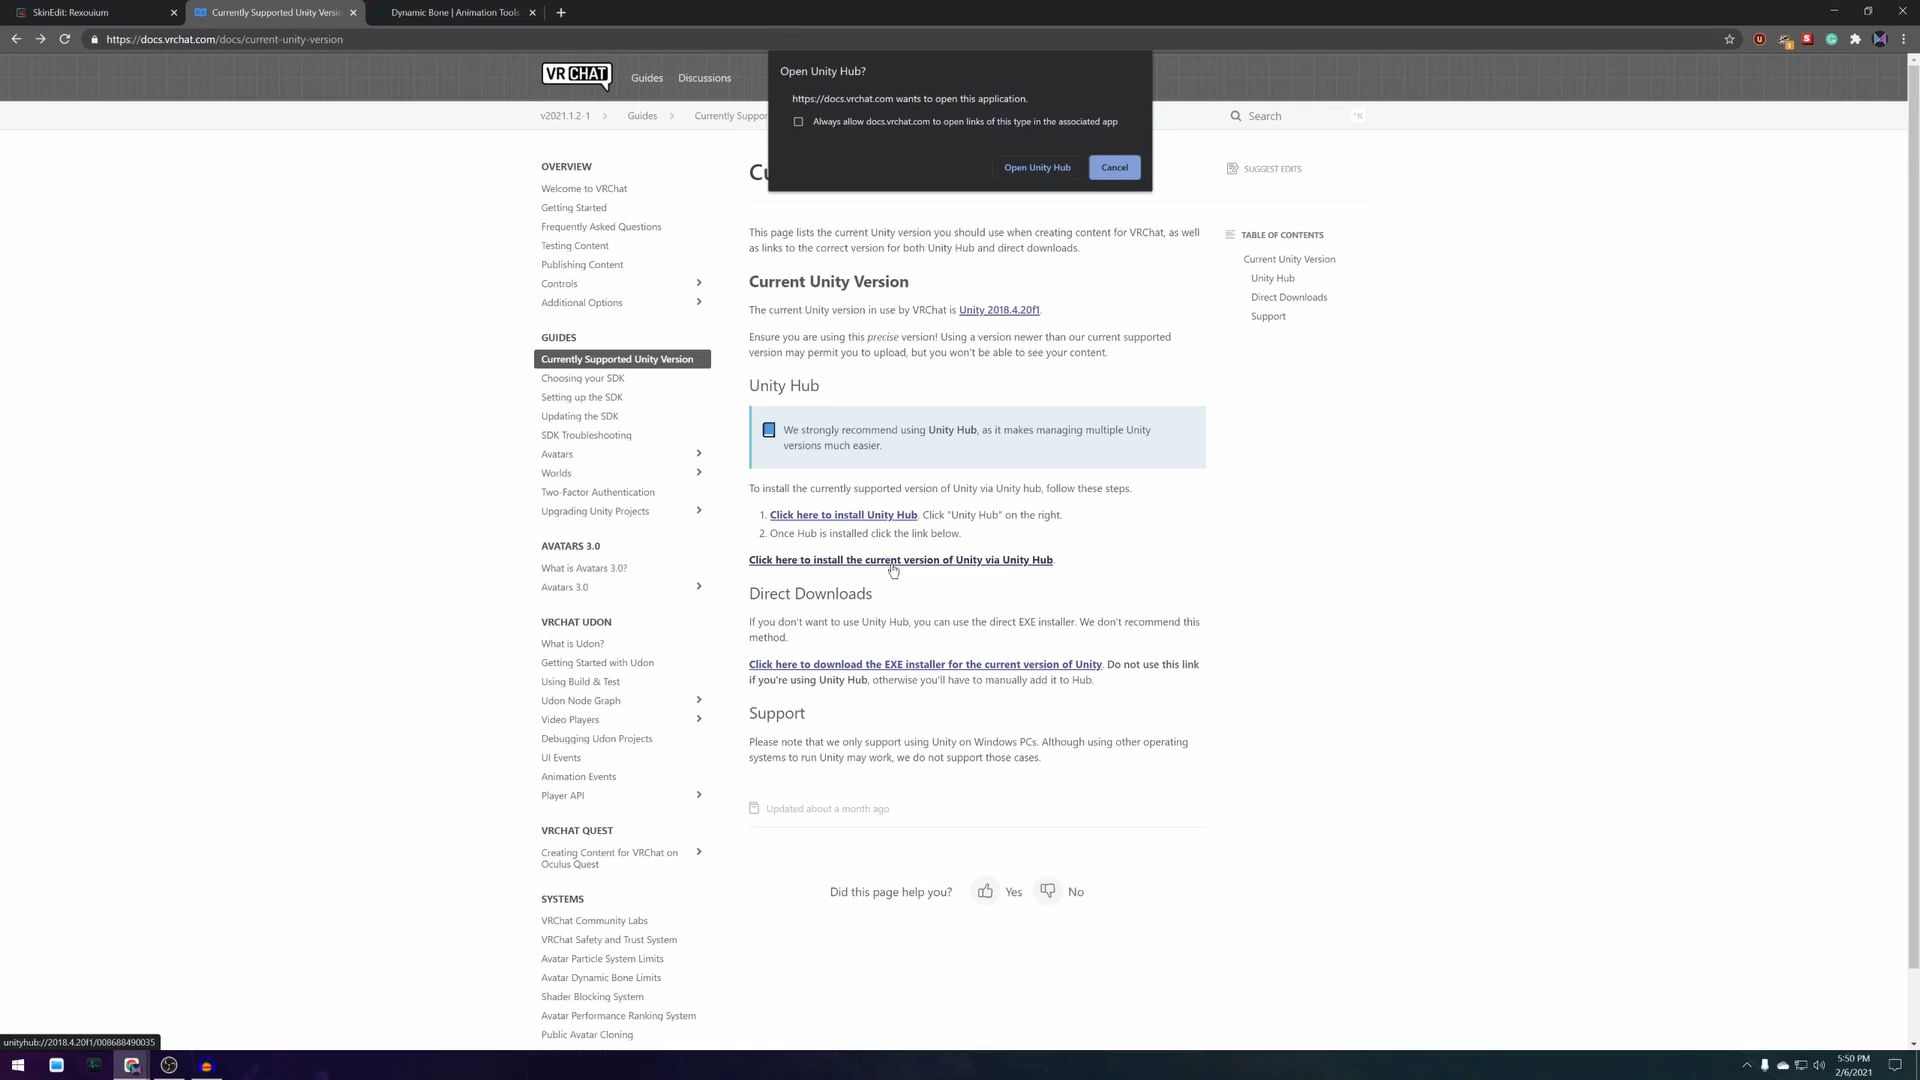 SkinEdit: Rexouium
Currently Supported Unity Versio
Dynamic Bone | Animation Tools
https://docs.vrchat.com/docs/current-unity-version
VRCHAT
Guides
Discussions
Open Unity Hub?
https://docs.vrchat.com wants to open this application.
Always allow docs.vrchat.com to open links of this type in the associated app
Open Unity Hub
Cancel
v2021.1.2-1
Guides
Currently Suppor
Search
^K
OVERVIEW
Welcome to VRChat
Getting Started
Frequently Asked Questions
Testing Content
Publishing Content
Controls
Additional Options
GUIDES
Currently Supported Unity Version
Choosing your SDK
Setting up the SDK
Updating the SDK
SDK Troubleshooting
Avatars
Worlds
Two-Factor Authentication
Upgrading Unity Projects
AVATARS 3.0
What is Avatars 3.0?
Avatars 3.0
VRCHAT UDON
What is Udon?
Getting Started with Udon
Using Build & Test
Udon Node Graph
Video Players
Debugging Udon Projects
UI Events
Animation Events
Player API
VRCHAT QUEST
Creating Content for VRChat on
Oculus Quest
SYSTEMS
VRChat Community Labs
VRChat Safety and Trust System
Avatar Particle System Limits
Avatar Dynamic Bone Limits
Shader Blocking System
Avatar Performance Ranking System
Public Avatar Cloning
This page lists the current Unity version you should use when creating content for VRChat, as well
as links to the correct version for both Unity Hub and direct downloads.
Current Unity Version
The current Unity version in use by VRChat is Unity 2018.4.20f1.
Ensure you are using this precise version! Using a version newer than our current supported
version may permit you to upload, but you won't be able to see your content.
Unity Hub
We strongly recommend using Unity Hub, as it makes managing multiple Unity
versions much easier.
To install the currently supported version of Unity via Unity hub, follow these steps.
1. Click here to install Unity Hub. Click "Unity Hub" on the right.
2. Once Hub is installed click the link below.
Click here to install the current version of Unity via Unity Hub.
Direct Downloads
If you don't want to use Unity Hub, you can use the direct EXE installer. We don't recommend this
method.
Click here to download the EXE installer for the current version of Unity. Do not use this link
if you're using Unity Hub, otherwise you'll have to manually add it to Hub.
Support
Please note that we only support using Unity on Windows PCs. Although using other operating
systems to run Unity may work, we do not support those cases.
Updated about a month ago
Did this page help you?
Yes
No
SUGGEST EDITS
TABLE OF CONTENTS
Current Unity Version
Unity Hub
Direct Downloads
Support
unityhub://2018.4.20f1/008688490035
5:50 PM
2/6/2021